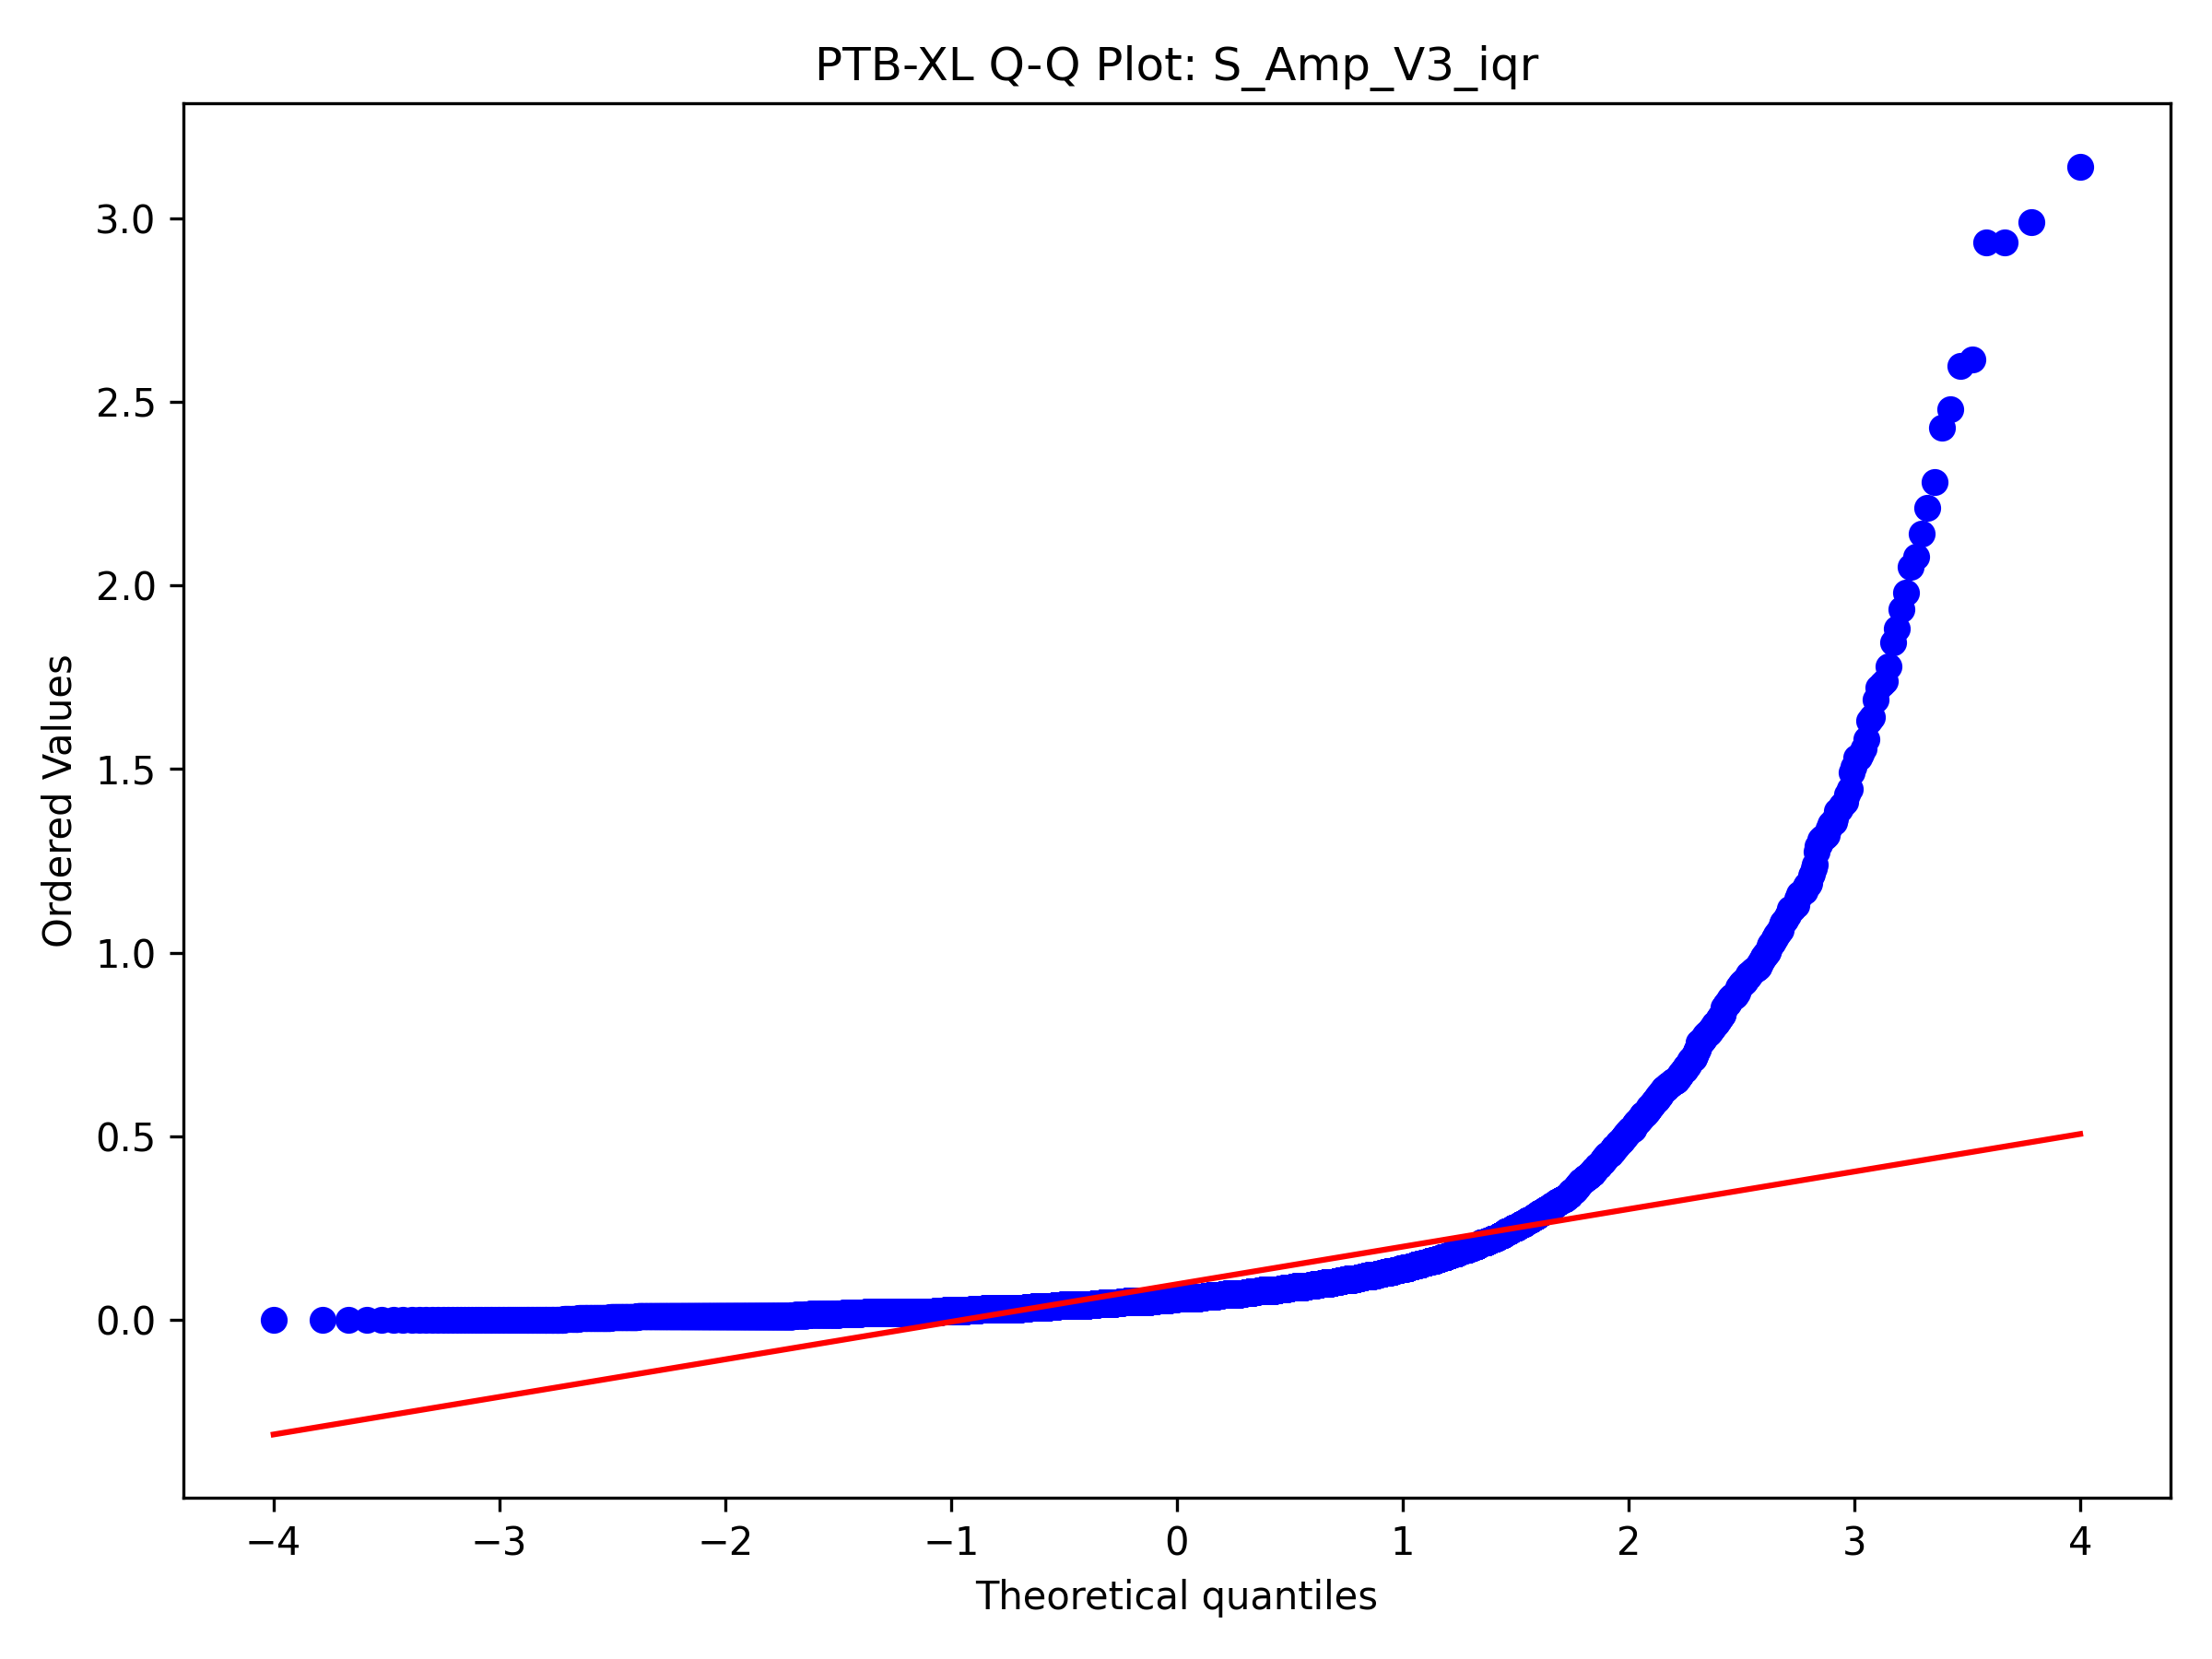 PTB-XL Q-Q Plot: S_Amp_V3_iqr
Ordered Values
3.0
2.5
2.0
1.5
1.0
0.5
0.0
−4 −3 −2 −1 0 1 2 3 4
Theoretical quantiles